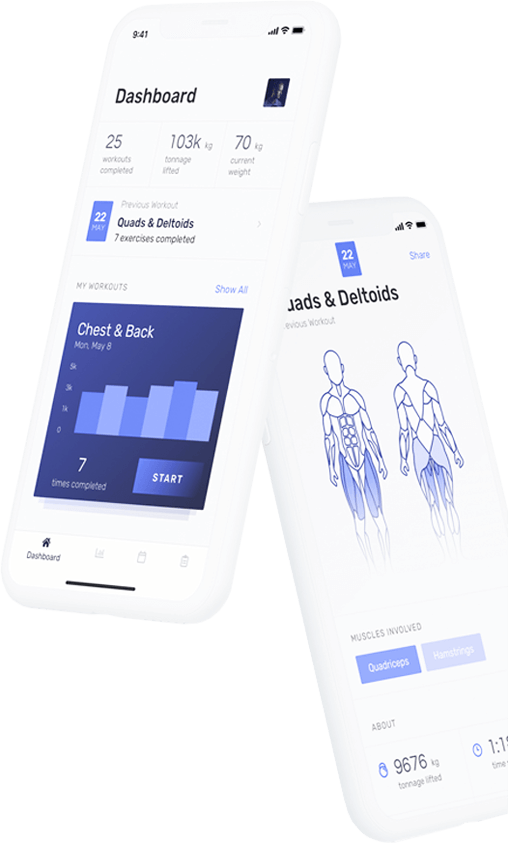 9:41
Dashboard
25
workouts
completed
103k kg
tonnage
lifted
70 kg
current
weight
22
MAY
Previous Workout
Quads & Deltoids
7 exercises completed
MY WORKOUTS
Show All
Chest & Back
Mon, May 8
5k
3k
1k
0
7
times completed
START
Dashboard
22
MAY
Share
uads & Deltoids
revious Workout
MUSCLES INVOLVED
Quadriceps
Hamstrings
ABOUT
9676 kg
tonnage lifted
1:1
time